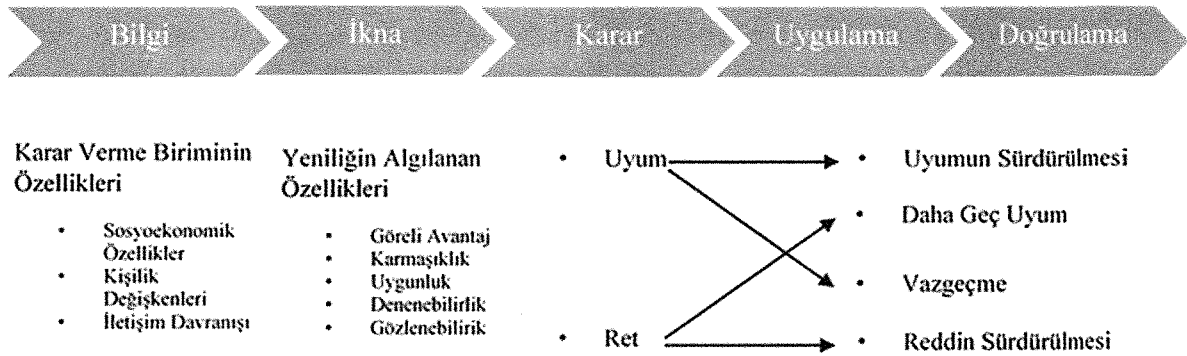 Bilgi
İkna
Karar
Uygulama
Doğrulama
Karar Verme Biriminin
Özellikleri
• Sosyoekonomik
Özellikler
• Kişilik
Değişkenleri
• İletişim Davranışı
Yeniliğin Algılanan
Özellikleri
• Göreli Avantaj
• Karmaşıklık
• Uygunluk
• Denenebilirlik
• Gözlenebilirik
• Uyum
• Ret
• Uyumun Sürdürülmesi
• Daha Geç Uyum
• Vazgeçme
• Reddin Sürdürülmesi